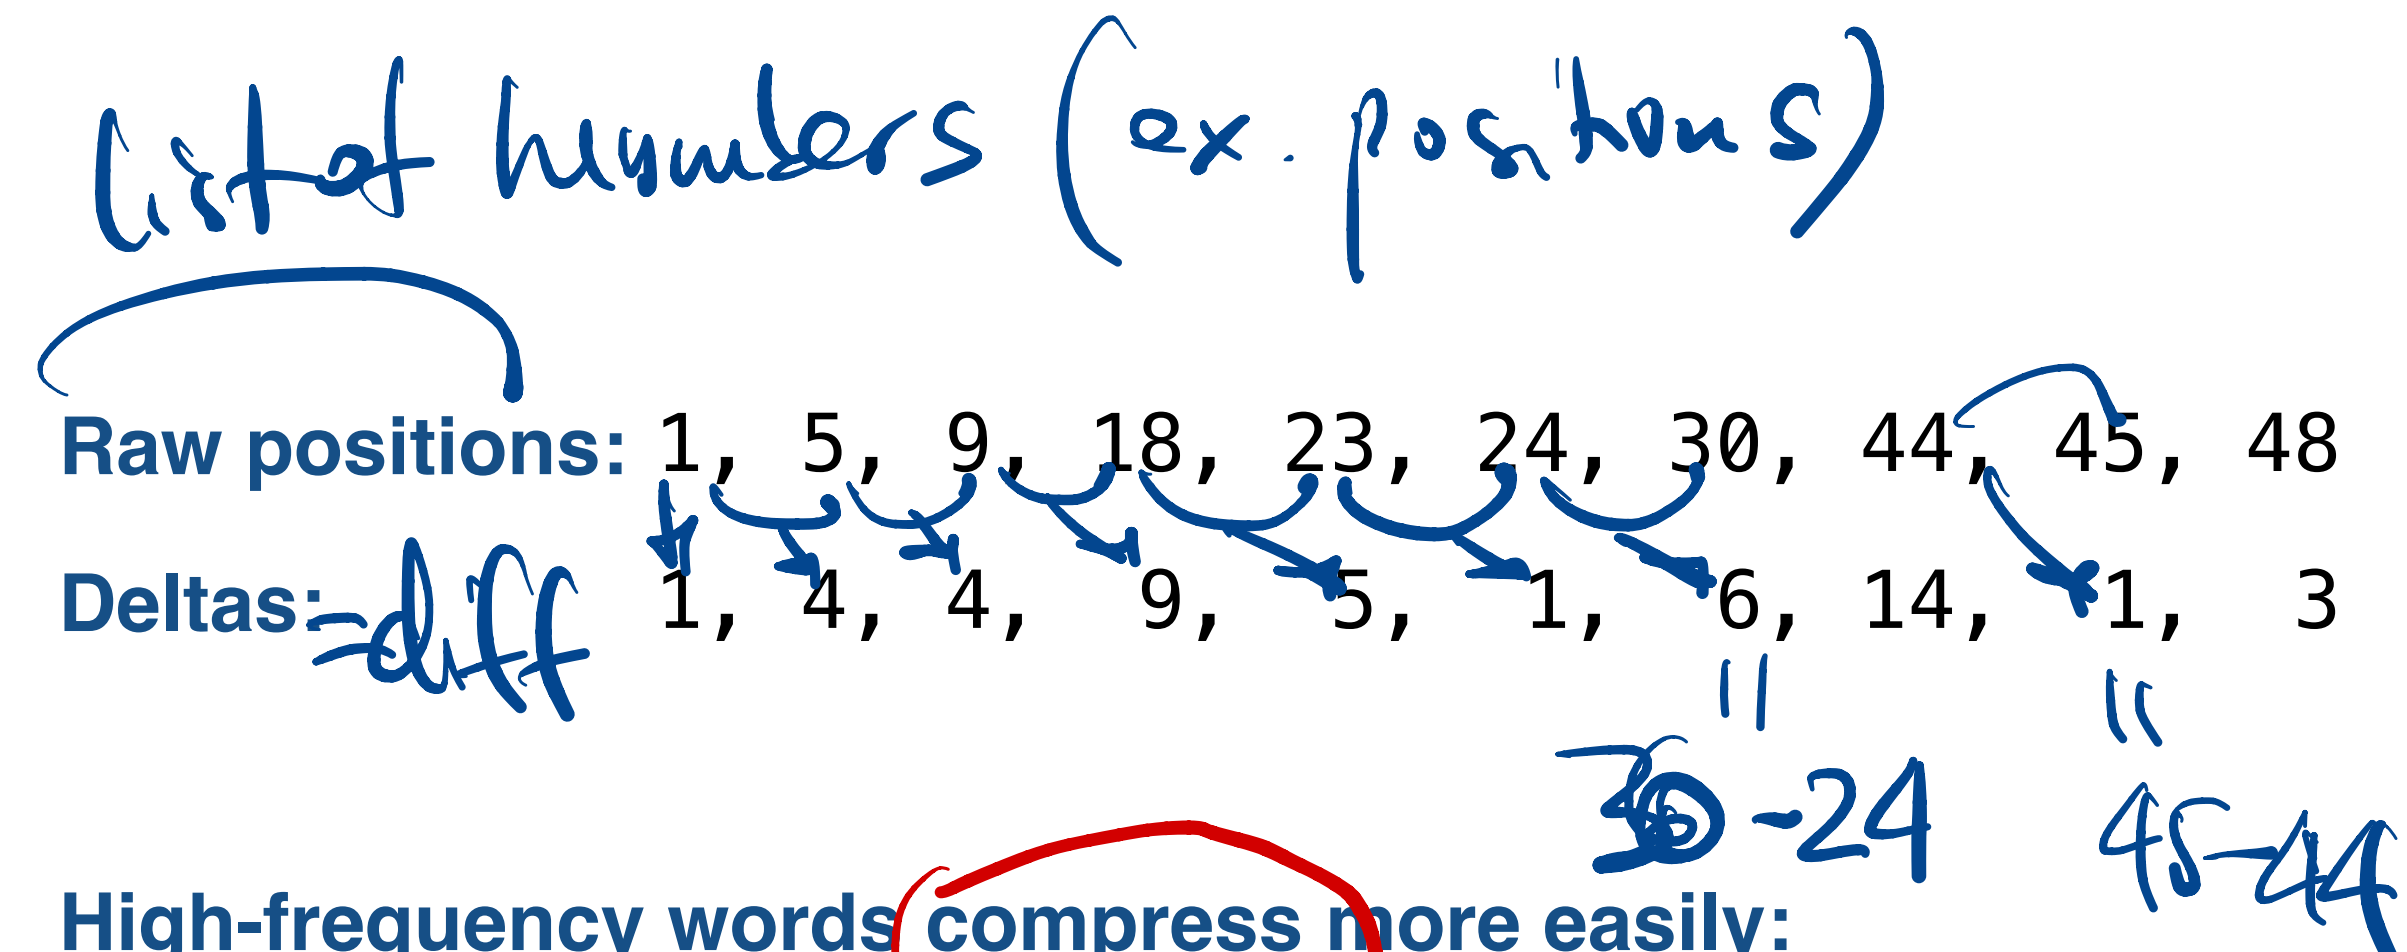 list of numbers (ex. positions)
Raw positions: 1, 5, 9, 18, 23, 24, 30, 44, 45, 48
Deltas: =diff 1, 4, 4, 9, 5, 1, 6, 14, 1, 3
|| ||
30-24 45-44
High-frequency words compress more easily: